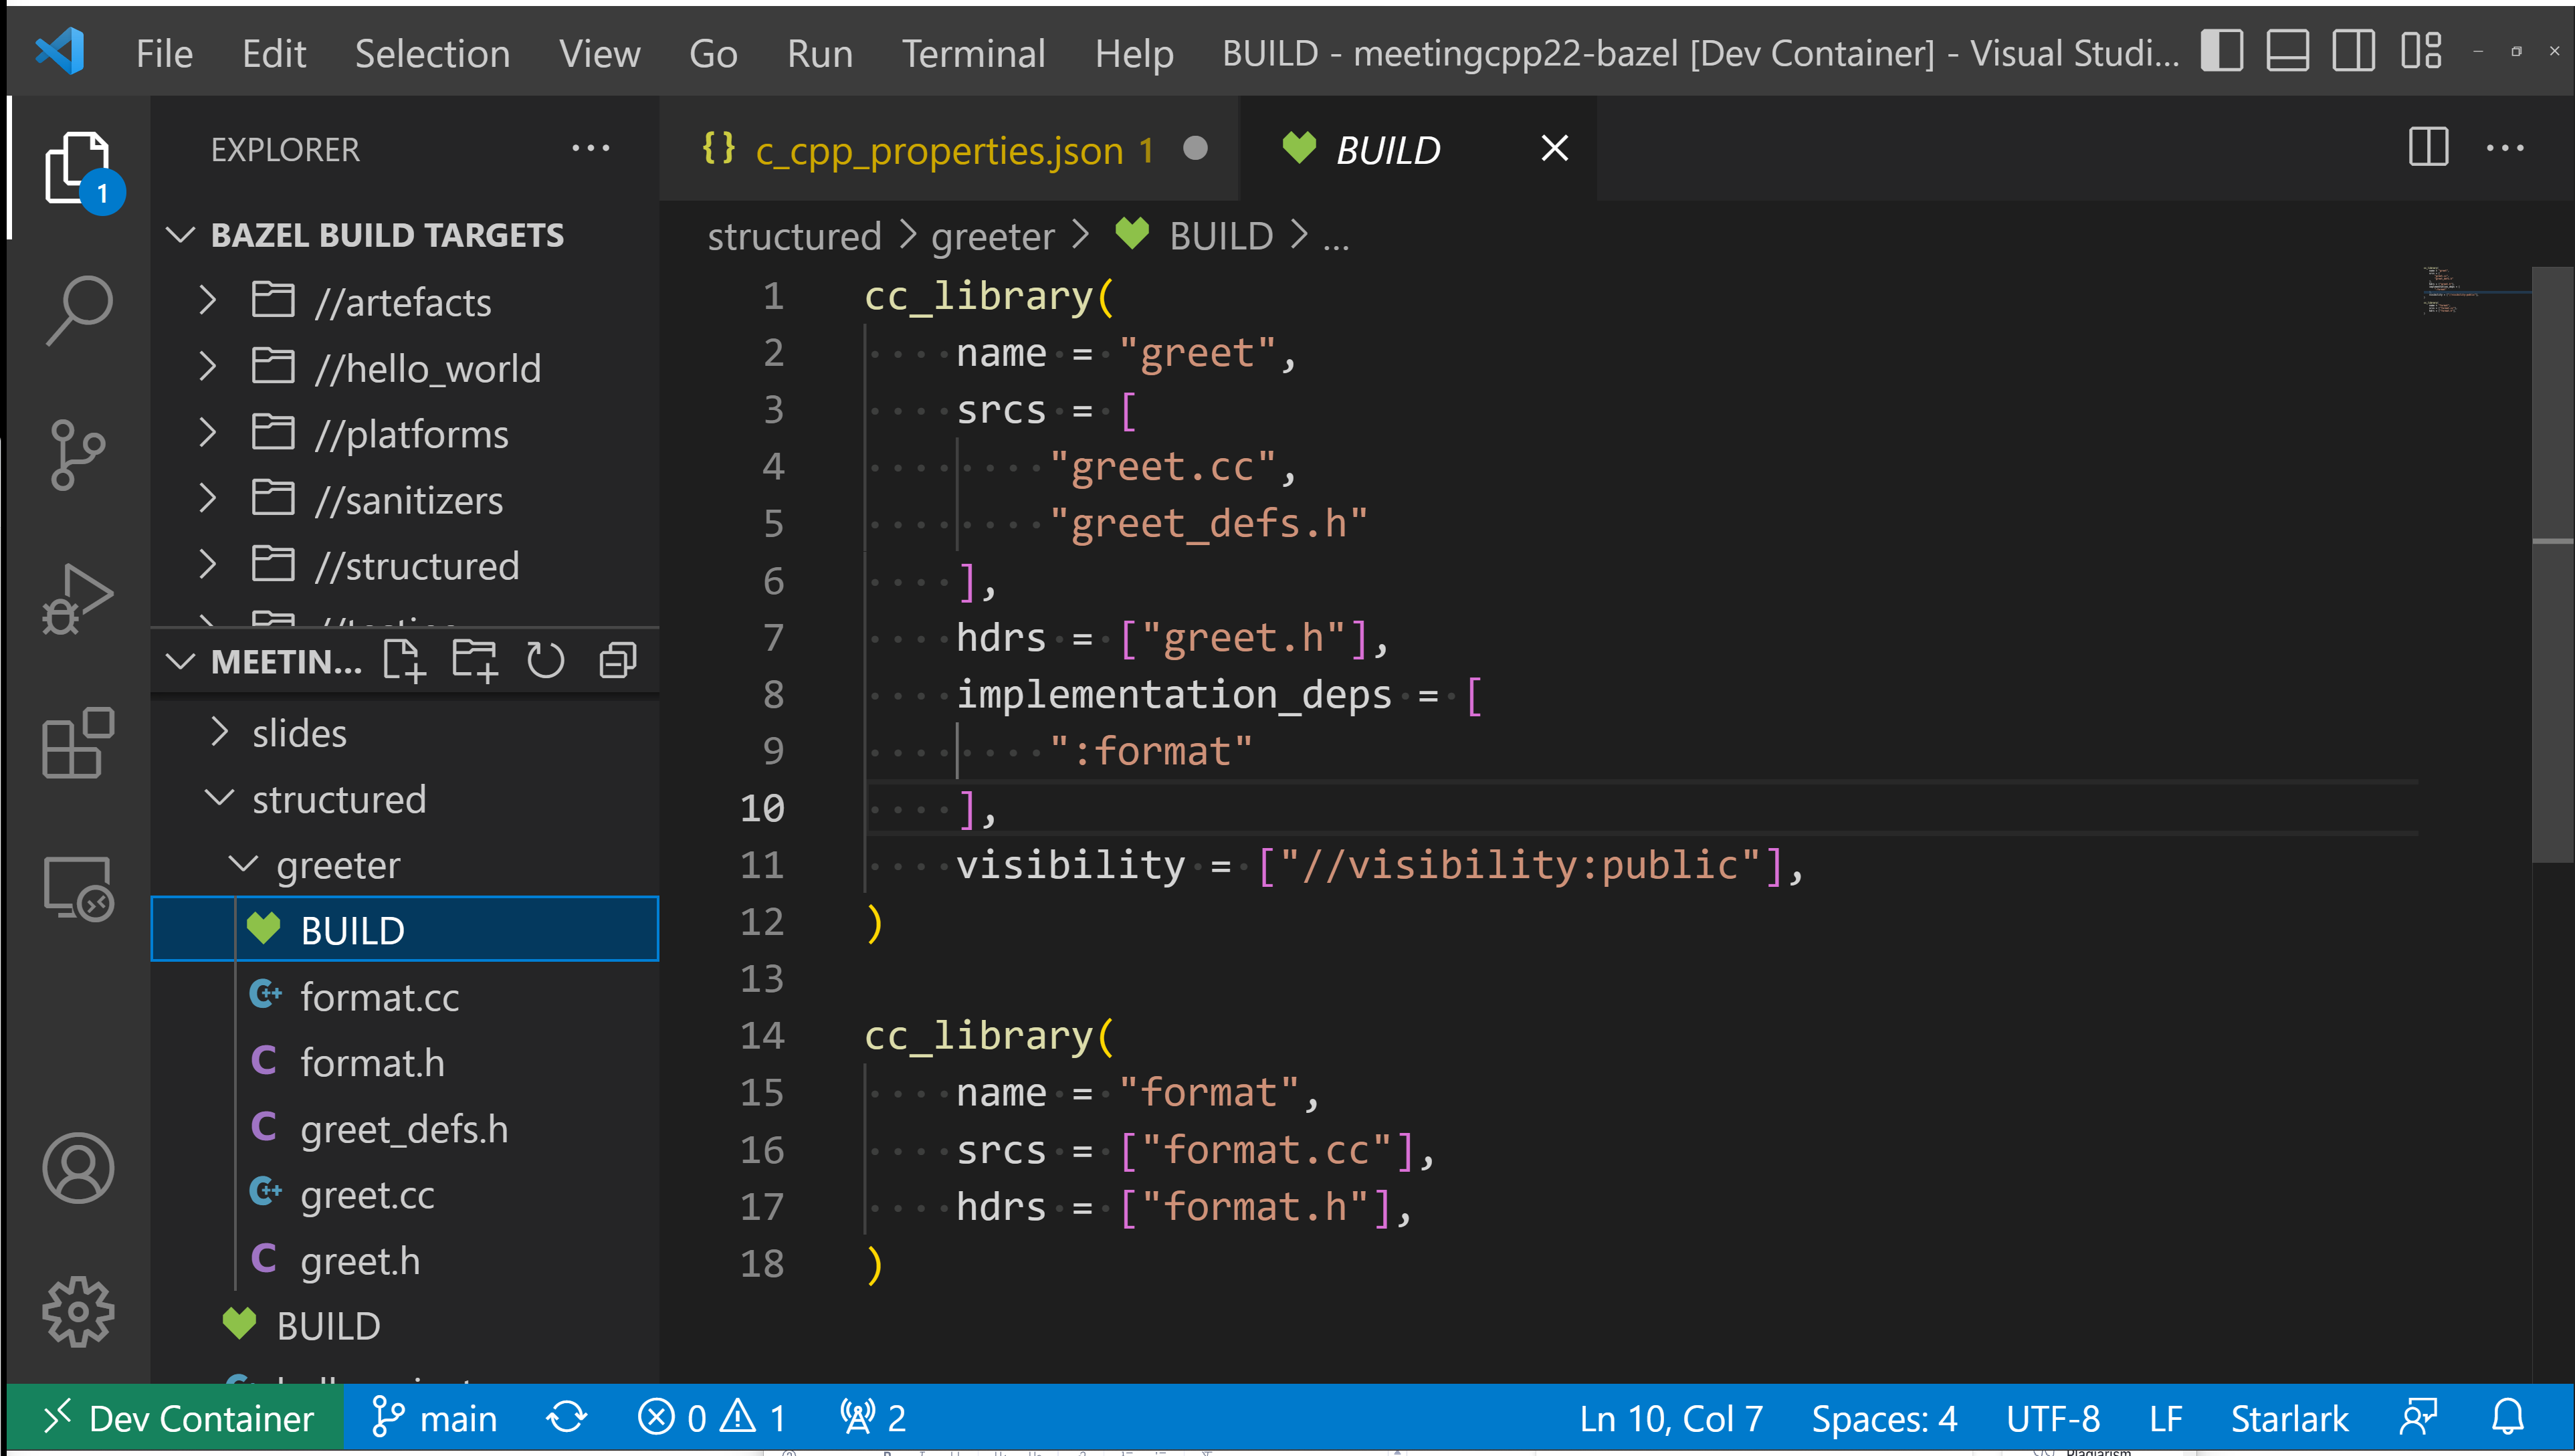 File Edit Selection View Go Run Terminal Help BUILD - meetingcpp22-bazel [Dev Container] - Visual Studi...
EXPLORER
1
BAZEL BUILD TARGETS
//artefacts
//hello_world
//platforms
//sanitizers
//structured
MEETIN...
slides
structured
greeter
BUILD
format.cc
format.h
greet_defs.h
greet.cc
greet.h
BUILD
{} c_cpp_properties.json 1
BUILD
structured > greeter > BUILD > ...
1 cc_library(
2 name = "greet",
3 srcs = [
4 "greet.cc",
5 "greet_defs.h"
6 ],
7 hdrs = ["greet.h"],
8 implementation_deps = [
9 ":format"
10 ],
11 visibility = ["//visibility:public"],
12 )
13
14 cc_library(
15 name = "format",
16 srcs = ["format.cc"],
17 hdrs = ["format.h"],
18 )
Dev Container main 0 1 2 Ln 10, Col 7 Spaces: 4 UTF-8 LF Starlark